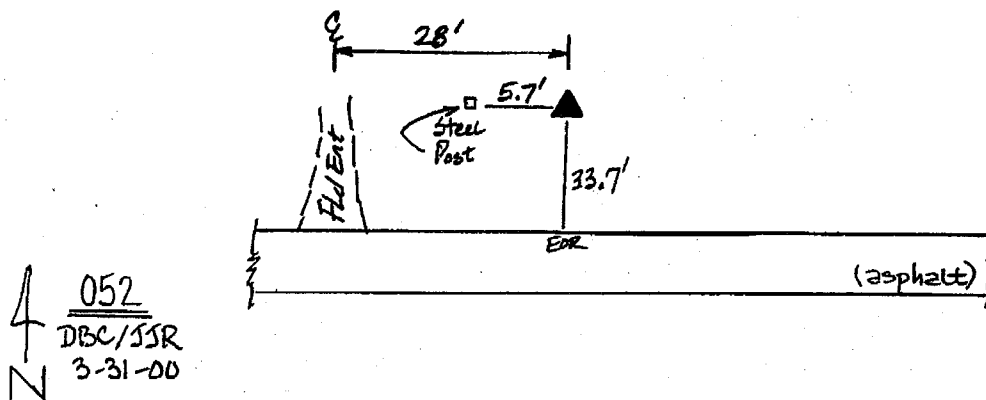 ℄
28'
5.7'
Steel
Post
Fld Ent
33.7'
EOR
(asphalt)
052
DBC/JJR
3-31-00
N